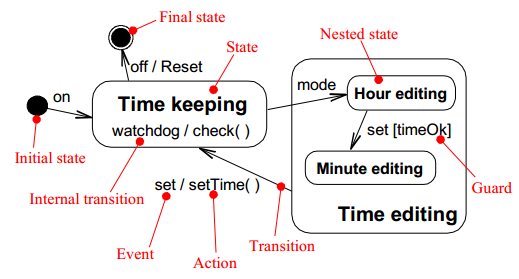 Final state
off / Reset
State
Nested state
on
Time keeping
watchdog / check( )
mode
Hour editing
set [timeOk]
Initial state
Internal transition
Minute editing
set / setTime( )
Guard
Time editing
Event
Action
Transition